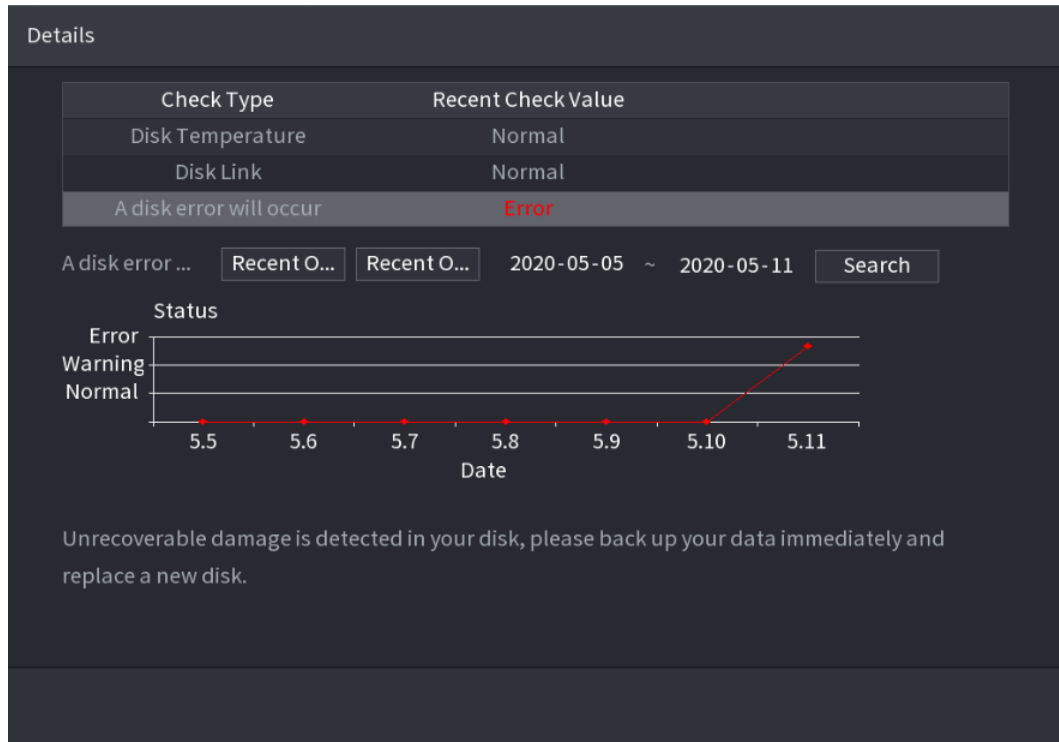 Details
Check Type Recent Check Value
Disk Temperature Normal
Disk Link Normal
A disk error will occur Error
A disk error ... Recent O... Recent O... 2020-05-05 ~ 2020-05-11 Search
Status
Error
Warning
Normal
5.5 5.6 5.7 5.8 5.9 5.10 5.11
Date
Unrecoverable damage is detected in your disk, please back up your data immediately and
replace a new disk.